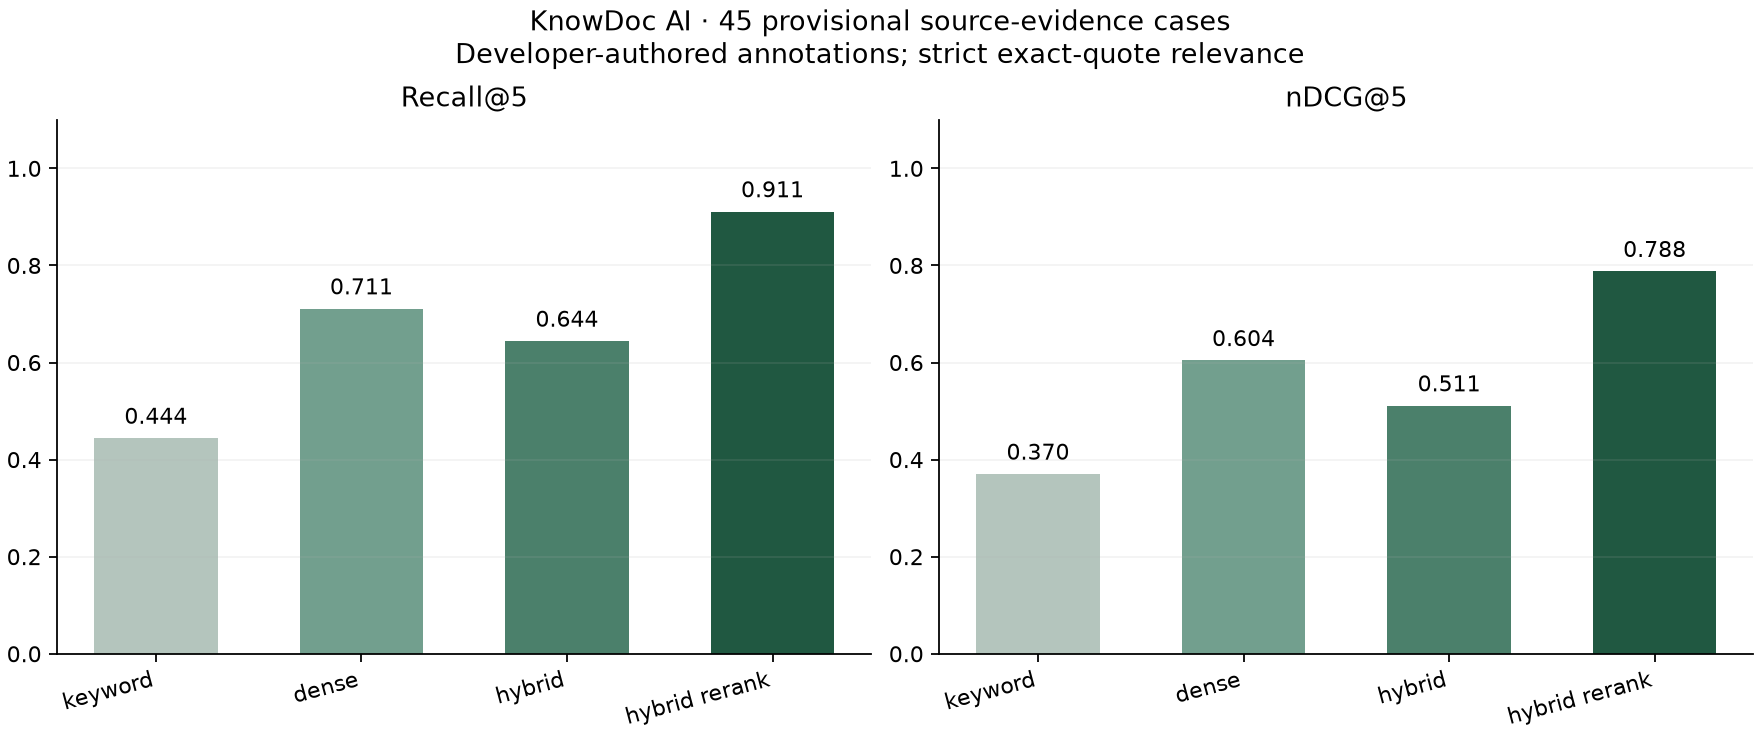 KnowDoc AI · 45 provisional source-evidence cases
Developer-authored annotations; strict exact-quote relevance
Recall@5
1.0
0.8
0.6
0.4
0.2
0.0
0.444
0.711
0.644
0.911
keyword
dense
hybrid
hybrid rerank
nDCG@5
1.0
0.8
0.6
0.4
0.2
0.0
0.370
0.604
0.511
0.788
keyword
dense
hybrid
hybrid rerank